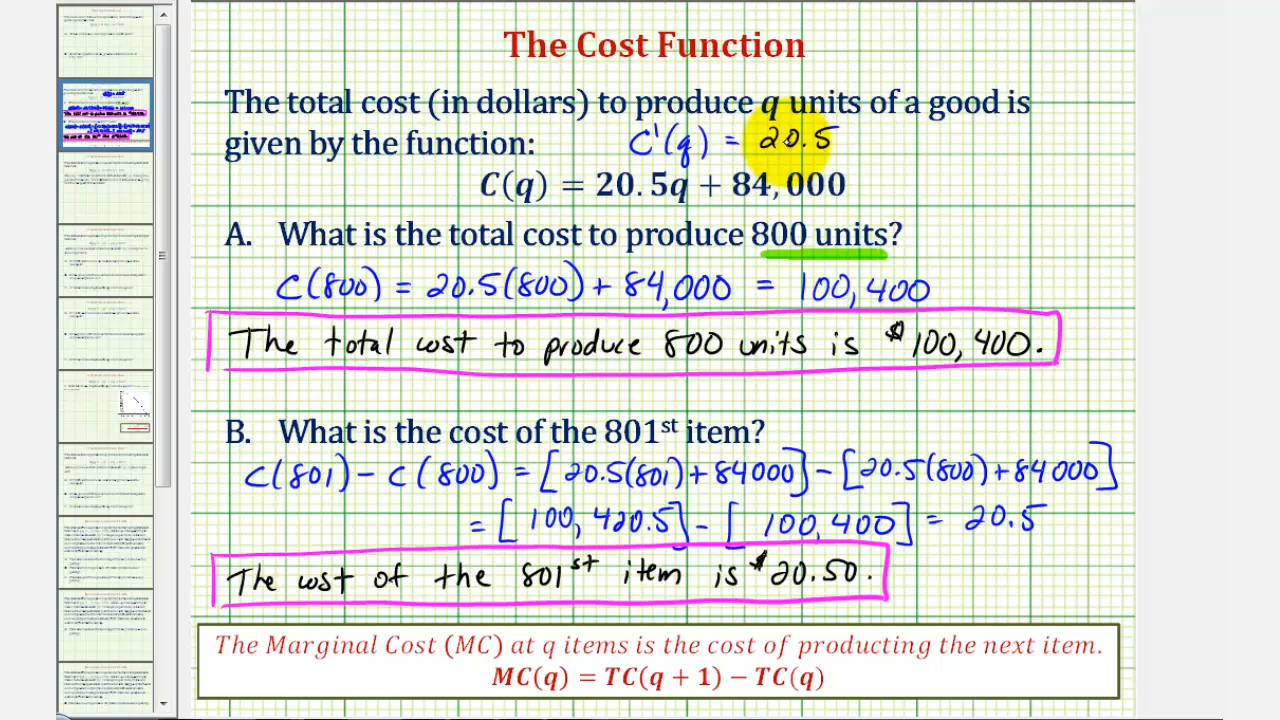 The Cost Function
The total cost (in dollars) to produce q units of a good is
given by the function: C'(q) = 20.5
C(q) = 20.5q + 84,000
A. What is the total cost to produce 800 units?
C(800) = 20.5(800) + 84,000 = 100,400
The total cost to produce 800 units is $100,400.
B. What is the cost of the 801st item?
C(801) - C(800) = [20.5(801)+84000] - [20.5(800)+84000]
= [100,420.5] - [100,400] = 20.5
The cost of the 801st item is $20.50.
The Marginal Cost (MC) at q items is the cost of producting the next item.
MC(q) = TC(q + 1) − TC(q)